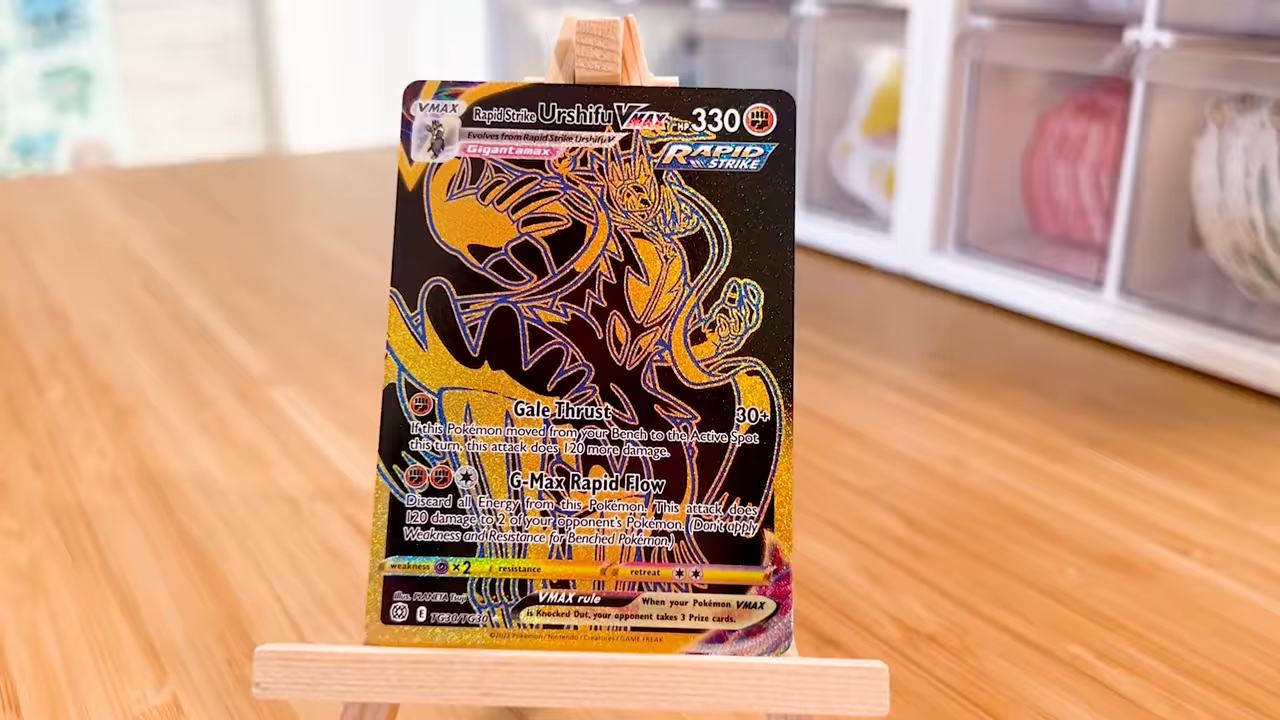 VMAX
Rapid Strike Urshifu VMAX HP 330
Evolves from Rapid Strike Urshifu V
Gigantamax
RAPID
STRIKE
Gale Thrust 30+
If this Pokémon moved from your Bench to the Active Spot
this turn, this attack does 120 more damage.
G-Max Rapid Flow
Discard all Energy from this Pokémon. This attack does
120 damage to 2 of your opponent's Pokémon. (Don't apply
Weakness and Resistance for Benched Pokémon.)
weakness ×2 resistance retreat
Illus. PLANETA Tsuji
VMAX rule When your Pokémon VMAX
is Knocked Out, your opponent takes 3 Prize cards.
E TG30/TG30
©2022 Pokémon / Nintendo / Creatures / GAME FREAK